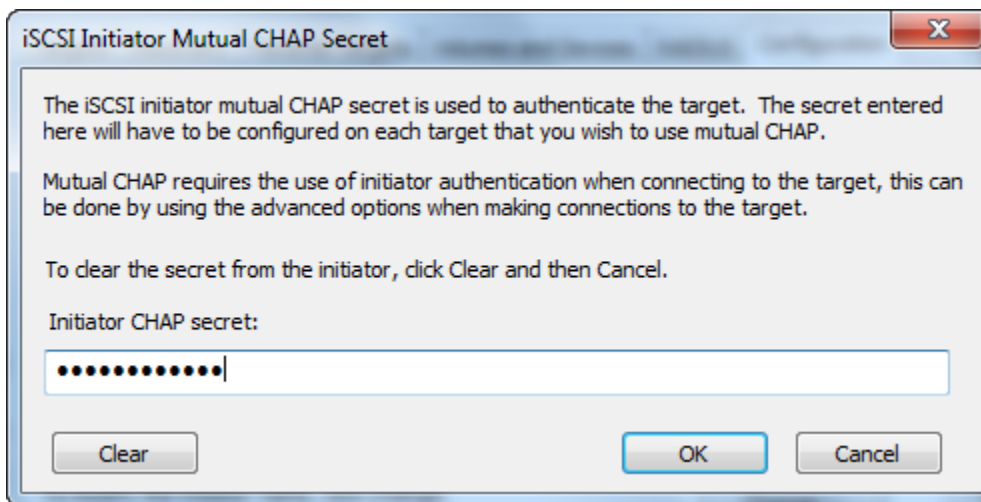 iSCSI Initiator Mutual CHAP Secret
The iSCSI initiator mutual CHAP secret is used to authenticate the target.  The secret entered
here will have to be configured on each target that you wish to use mutual CHAP.
Mutual CHAP requires the use of initiator authentication when connecting to the target, this can
be done by using the advanced options when making connections to the target.
To clear the secret from the initiator, click Clear and then Cancel.
Initiator CHAP secret:
●●●●●●●●●●●●
Clear OK Cancel